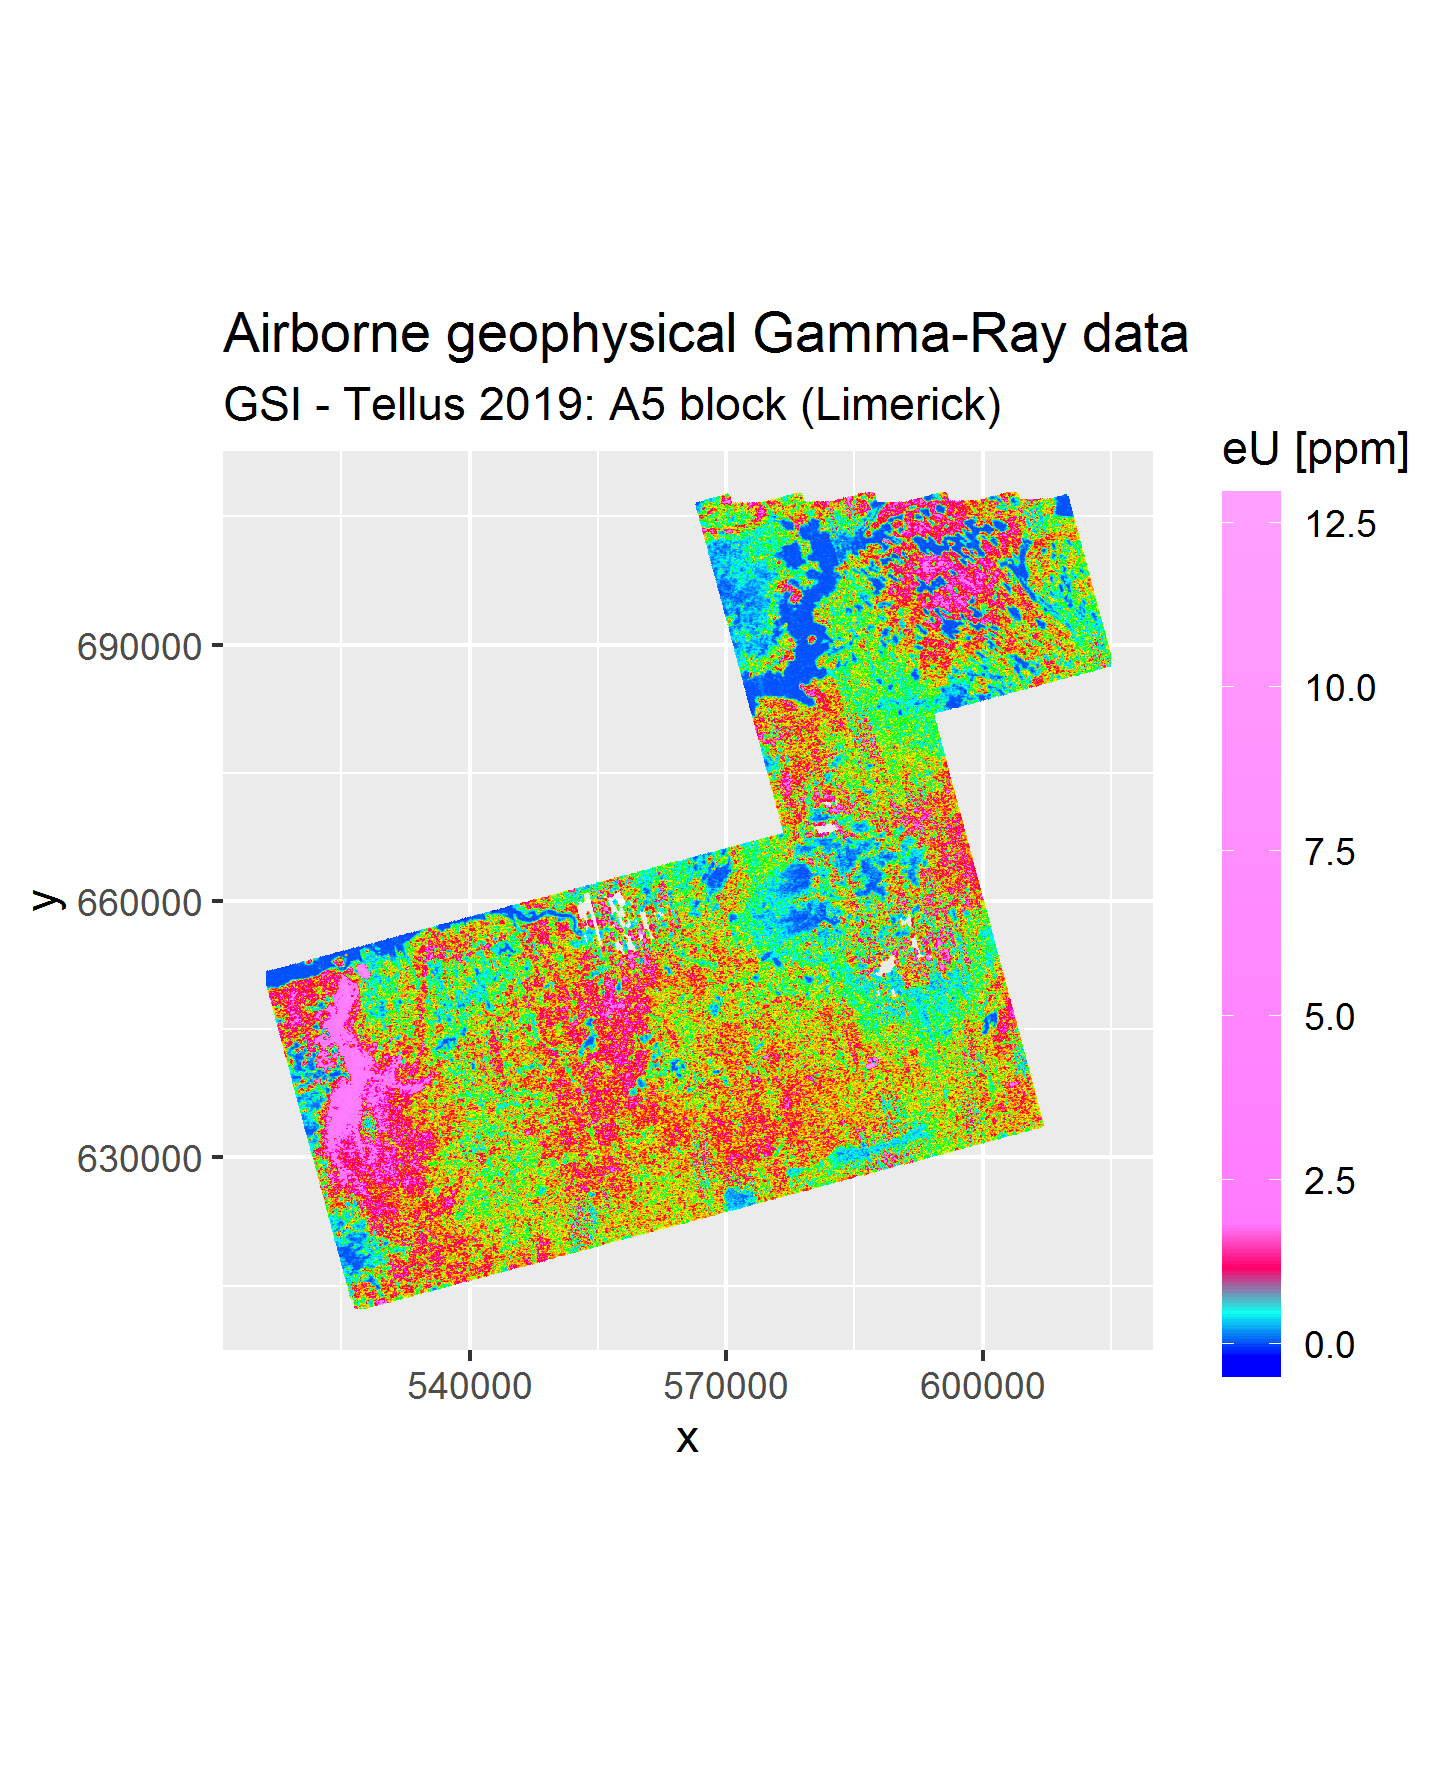 Airborne geophysical Gamma-Ray data
GSI - Tellus 2019: A5 block (Limerick)
eU [ppm]
12.5
10.0
7.5
5.0
2.5
0.0
y
690000
660000
630000
540000
570000
600000
x